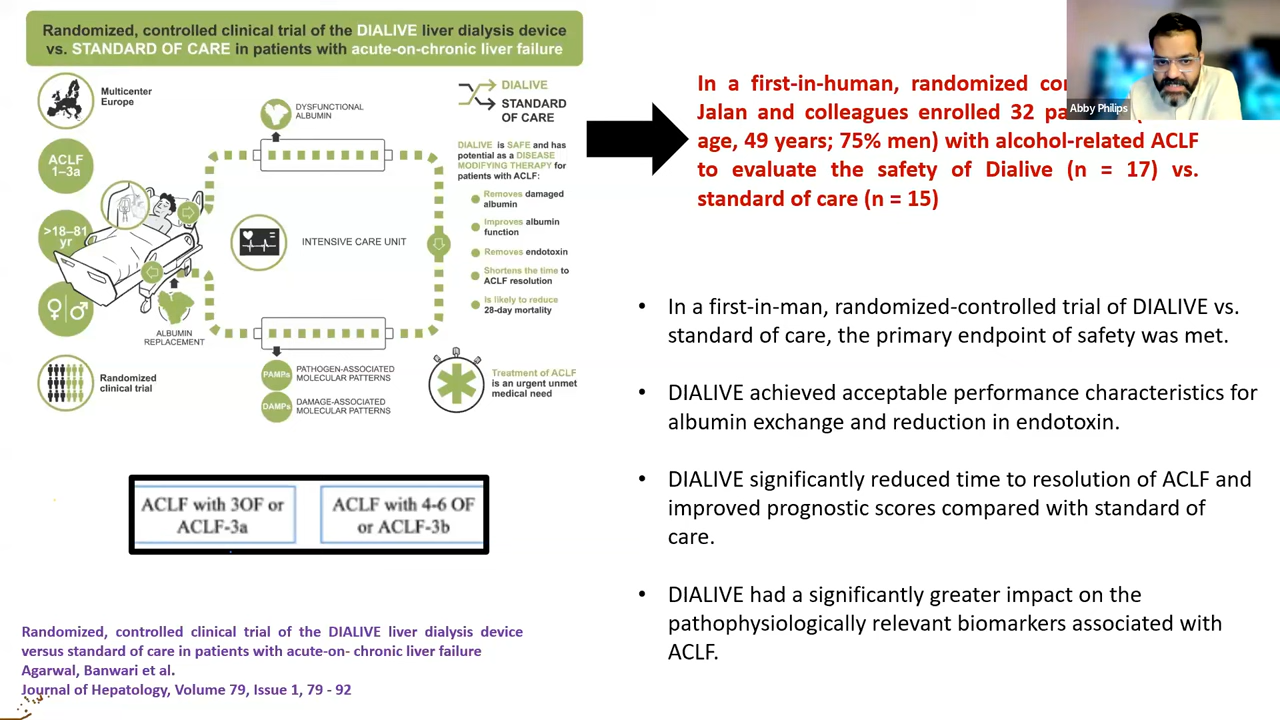 Randomized, controlled clinical trial of the DIALIVE liver dialysis device
vs. STANDARD OF CARE in patients with acute-on-chronic liver failure
Multicenter
Europe
ACLF
1–3a
>18–81
yr
Randomized
clinical trial
DYSFUNCTIONAL
ALBUMIN
INTENSIVE CARE UNIT
ALBUMIN
REPLACEMENT
PAMPs
PATHOGEN-ASSOCIATED
MOLECULAR PATTERNS
DAMPs
DAMAGE-ASSOCIATED
MOLECULAR PATTERNS
DIALIVE
STANDARD
OF CARE
DIALIVE is SAFE and has
potential as a DISEASE
MODIFYING THERAPY for
patients with ACLF:
Removes damaged
albumin
Improves albumin
function
Removes endotoxin
Shortens the time to
ACLF resolution
Is likely to reduce
28-day mortality
Treatment of ACLF
is an urgent unmet
medical need
ACLF with 3OF or
ACLF-3a
ACLF with 4-6 OF
or ACLF-3b
Randomized, controlled clinical trial of the DIALIVE liver dialysis device
versus standard of care in patients with acute-on- chronic liver failure
Agarwal, Banwari et al.
Journal of Hepatology, Volume 79, Issue 1, 79 - 92
Abby Philips
In a first-in-human, randomized
Jalan and colleagues enrolled 32
age, 49 years; 75% men) with alcohol-related ACLF
to evaluate the safety of Dialive (n = 17) vs.
standard of care (n = 15)
• In a first-in-man, randomized-controlled trial of DIALIVE vs.
standard of care, the primary endpoint of safety was met.
• DIALIVE achieved acceptable performance characteristics for
albumin exchange and reduction in endotoxin.
• DIALIVE significantly reduced time to resolution of ACLF and
improved prognostic scores compared with standard of
care.
• DIALIVE had a significantly greater impact on the
pathophysiologically relevant biomarkers associated with
ACLF.